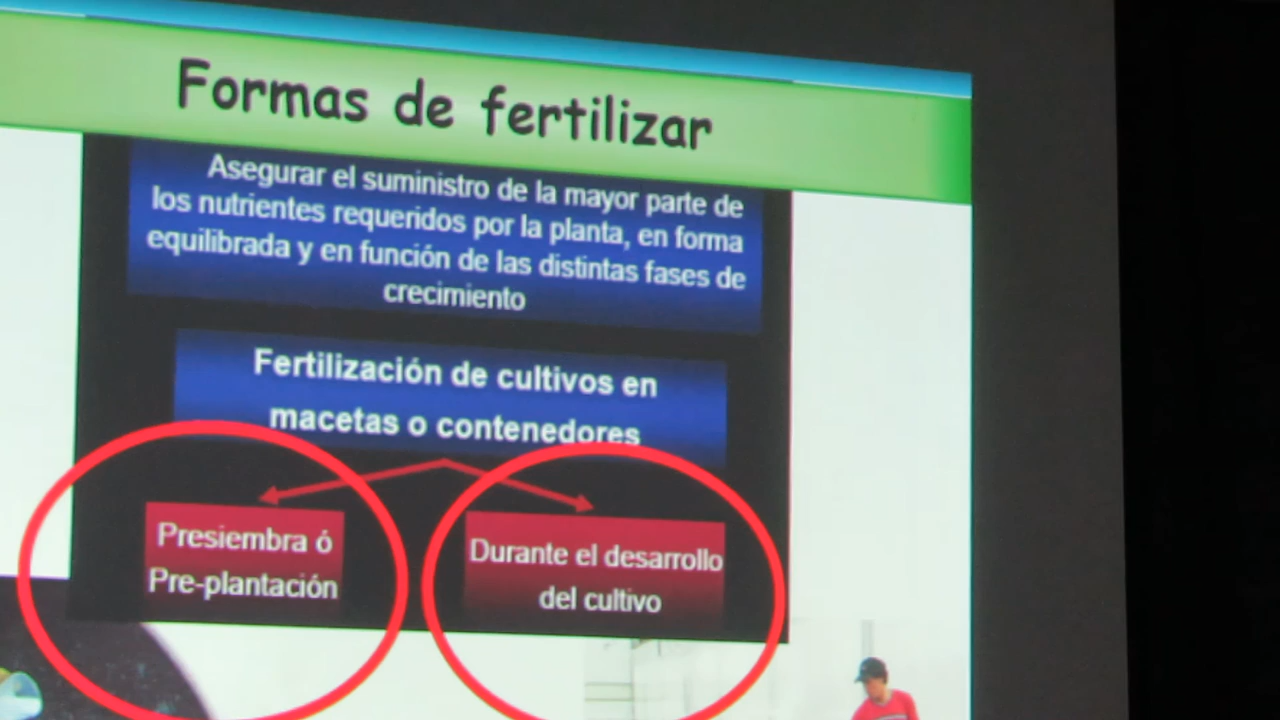 Formas de fertilizar
Asegurar el suministro de la mayor parte de
los nutrientes requeridos por la planta, en forma
equilibrada y en función de las distintas fases de
crecimiento
Fertilización de cultivos en
macetas o contenedores
Presiembra ó
Pre-plantación
Durante el desarrollo
del cultivo